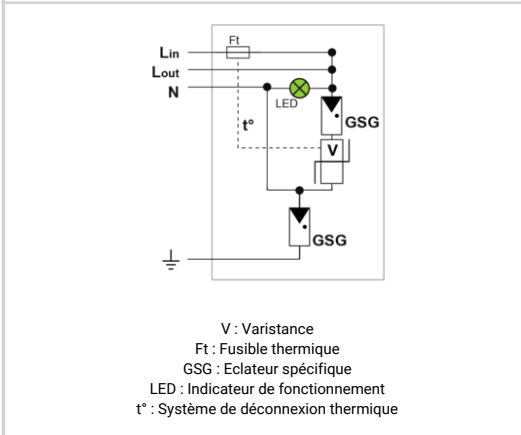 Ft
Lin
Lout
N
LED
GSG
t°
V
GSG
V : Varistance
Ft : Fusible thermique
GSG : Eclateur spécifique
LED : Indicateur de fonctionnement
t° : Système de déconnexion thermique